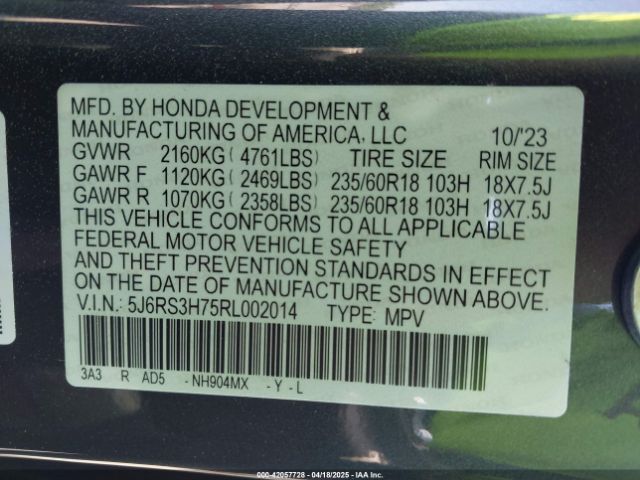 MFD. BY HONDA DEVELOPMENT &
MANUFACTURING OF AMERICA, LLC 10/'23
GVWR 2160KG( 4761LBS) TIRE SIZE RIM SIZE
GAWR F 1120KG( 2469LBS) 235/60R18 103H 18X7.5J
GAWR R 1070KG( 2358LBS) 235/60R18 103H 18X7.5J
THIS VEHICLE CONFORMS TO ALL APPLICABLE
FEDERAL MOTOR VEHICLE SAFETY
AND THEFT PREVENTION STANDARDS IN EFFECT
ON THE DATE OF MANUFACTURE SHOWN ABOVE.
V.I.N.: 5J6RS3H75RL002014 TYPE: MPV
3A3 R AD5 -NH904MX -Y-L
000-42057728 - 04/18/2025 - IAA Inc.